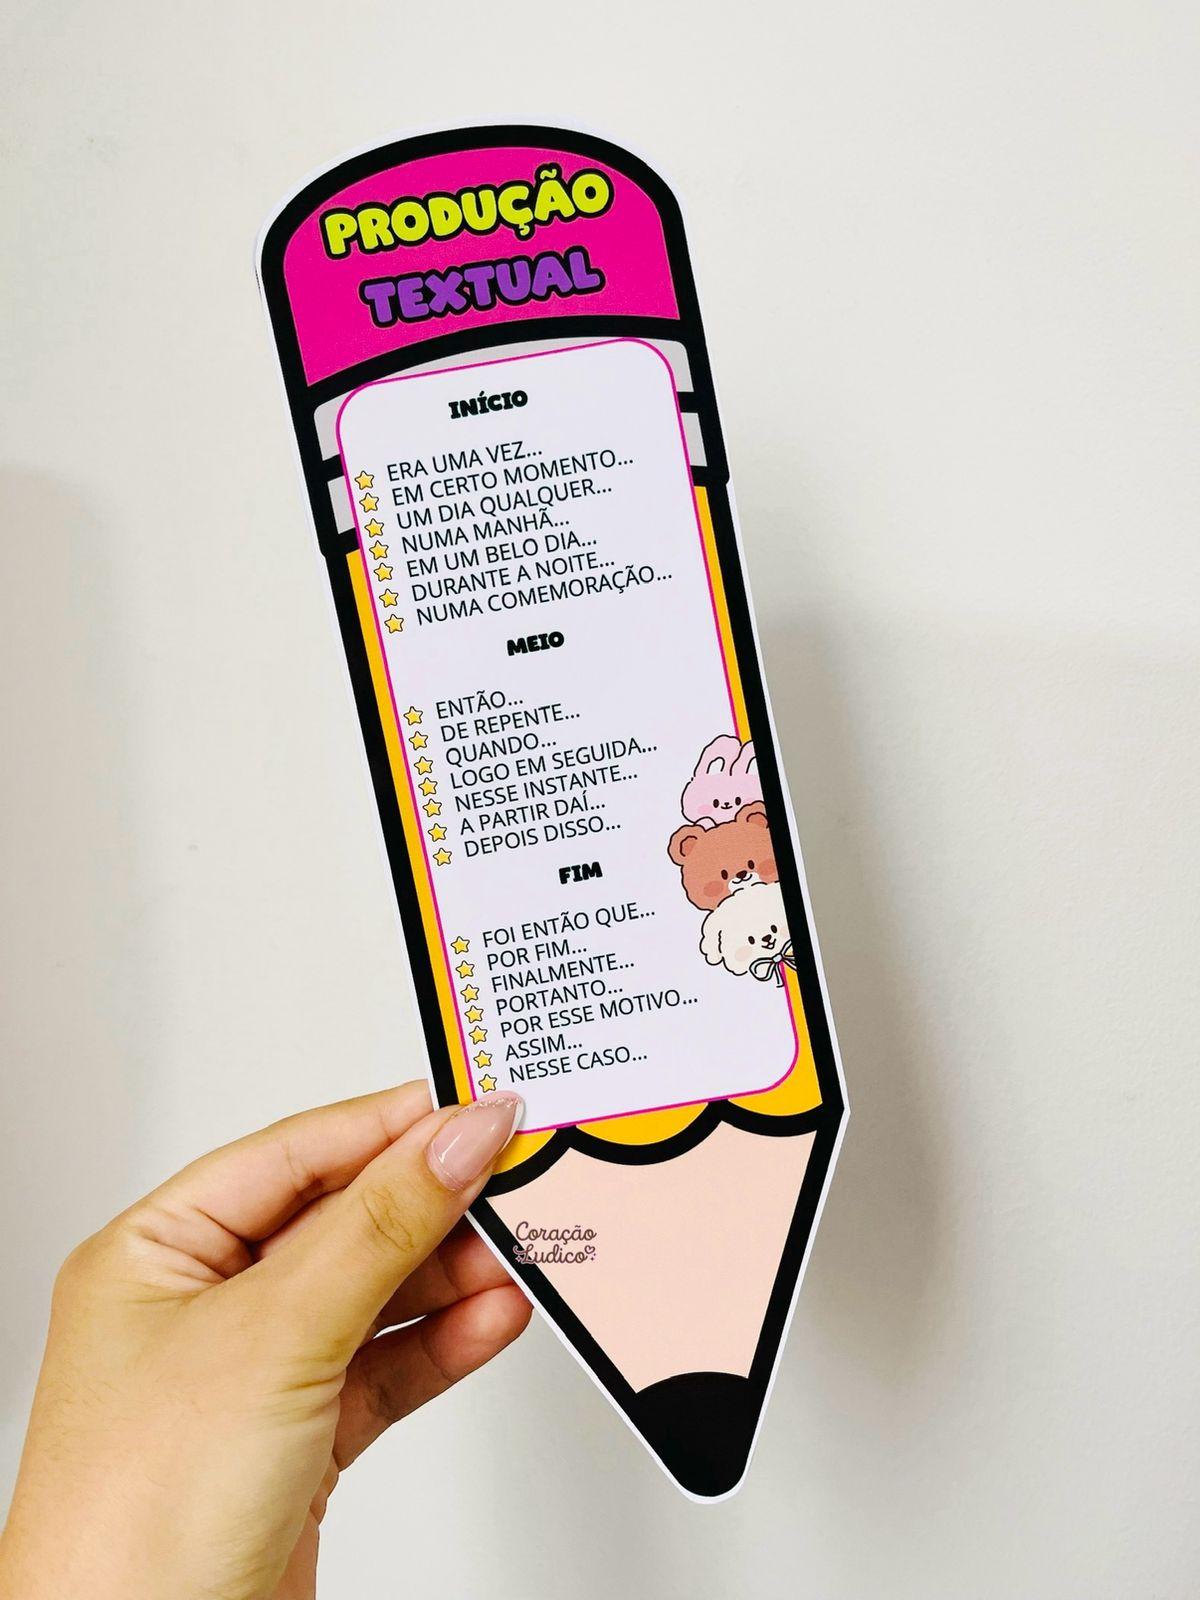 PRODUÇÃO
TEXTUAL
INÍCIO
ERA UMA VEZ...
EM CERTO MOMENTO...
UM DIA QUALQUER...
NUMA MANHÃ...
EM UM BELO DIA...
DURANTE A NOITE...
NUMA COMEMORAÇÃO...
MEIO
ENTÃO...
DE REPENTE...
QUANDO...
LOGO EM SEGUIDA...
NESSE INSTANTE...
A PARTIR DAÍ...
DEPOIS DISSO...
FIM
FOI ENTÃO QUE...
POR FIM...
FINALMENTE...
PORTANTO...
POR ESSE MOTIVO...
ASSIM...
NESSE CASO...
Coração
Ludico